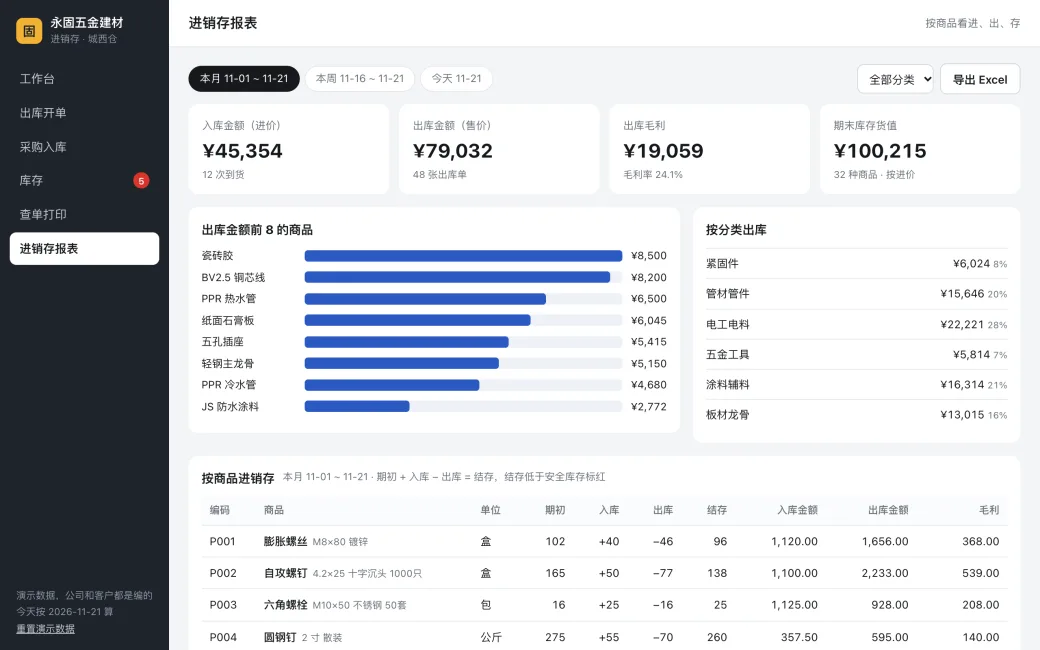 固
永固五金建材
进销存 · 城西仓
工作台
出库开单
采购入库
库存 5
查单打印
进销存报表
演示数据，公司和客户都是编的
今天按 2026-11-21 算
重置演示数据
进销存报表
按商品看进、出、存
本月 11-01 ~ 11-21 本周 11-16 ~ 11-21 今天 11-21 全部分类 导出 Excel
入库金额（进价）
¥45,354
12 次到货
出库金额（售价）
¥79,032
48 张出库单
出库毛利
¥19,059
毛利率 24.1%
期末库存货值
¥100,215
32 种商品 · 按进价
出库金额前 8 的商品
瓷砖胶 ¥8,500
BV2.5 铜芯线 ¥8,200
PPR 热水管 ¥6,500
纸面石膏板 ¥6,045
五孔插座 ¥5,415
轻钢主龙骨 ¥5,150
PPR 冷水管 ¥4,680
JS 防水涂料 ¥2,772
按分类出库
紧固件 ¥6,024 8%
管材管件 ¥15,646 20%
电工电料 ¥22,221 28%
五金工具 ¥5,814 7%
涂料辅料 ¥16,314 21%
板材龙骨 ¥13,015 16%
按商品进销存 本月 11-01 ~ 11-21 · 期初 + 入库 − 出库 = 结存，结存低于安全库存标红
编码 商品 单位 期初 入库 出库 结存 入库金额 出库金额 毛利
P001 膨胀螺丝 M8×80 镀锌 盒 102 +40 −46 96 1,120.00 1,656.00 368.00
P002 自攻螺钉 4.2×25 十字沉头 1000只 盒 165 +50 −77 138 1,100.00 2,233.00 539.00
P003 六角螺栓 M10×50 不锈钢 50套 包 16 +25 −16 25 1,125.00 928.00 208.00
P004 圆钢钉 2 寸 散装 公斤 275 +55 −70 260 357.50 595.00 140.00